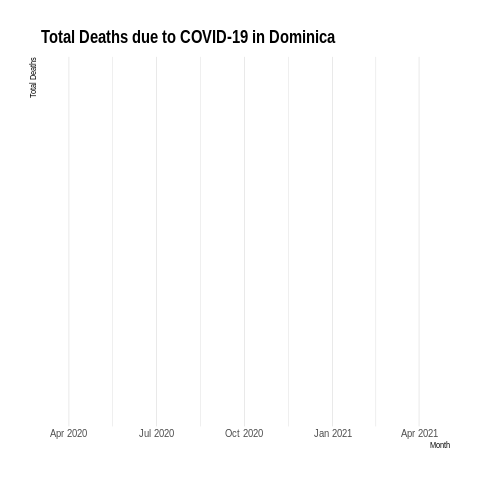 Total Deaths due to COVID-19 in Dominica
Total Deaths
Apr 2020 Jul 2020 Oct 2020 Jan 2021 Apr 2021
Month